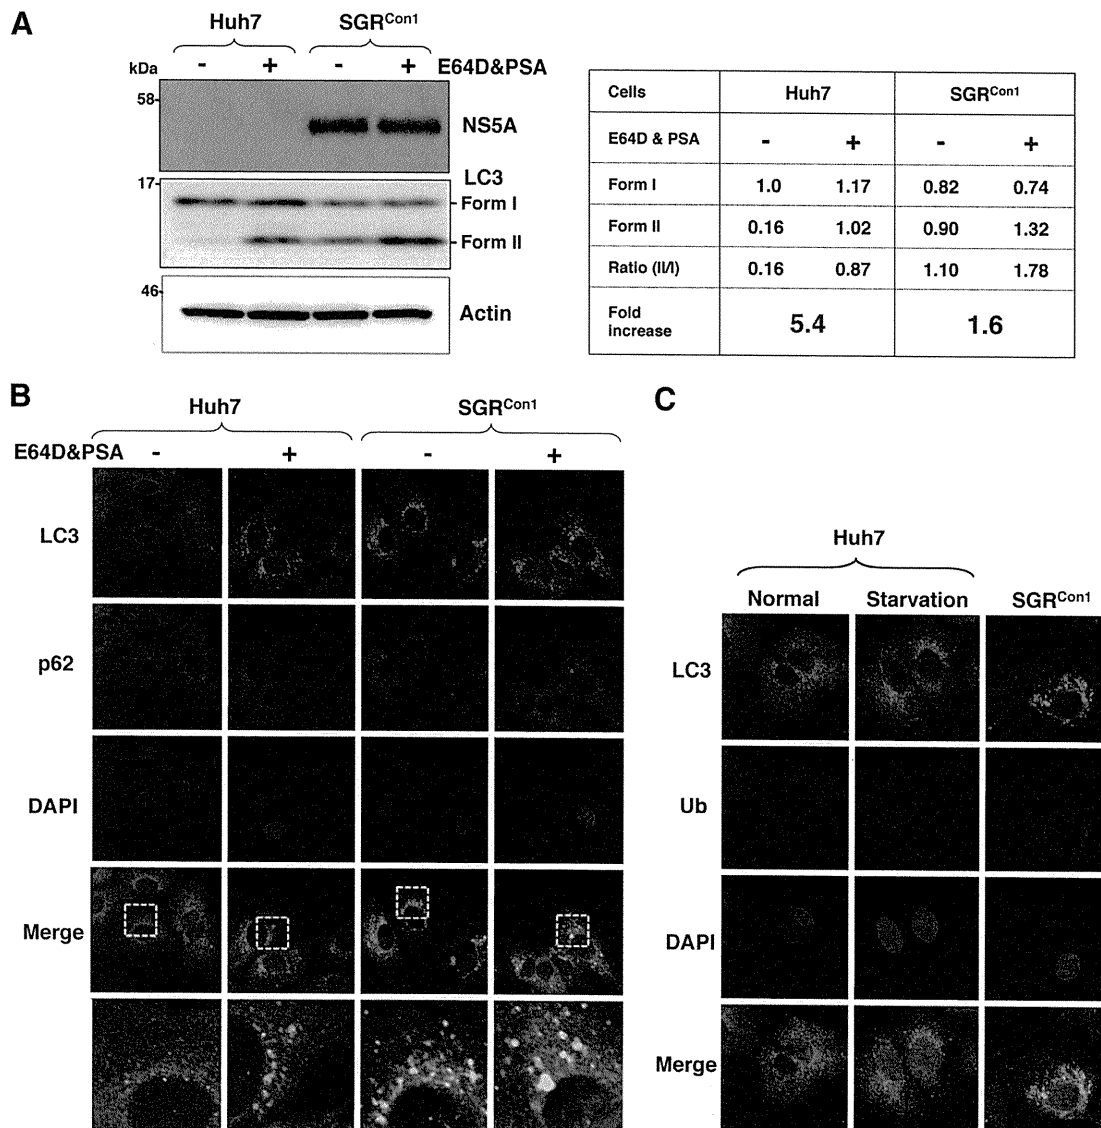 A
Huh7 SGRCon1
kDa - + - + E64D&PSA
58-
NS5A
17-
LC3
Form I
Form II
46-
Actin
Cells Huh7 SGRCon1
E64D & PSA - + - +
Form I 1.0 1.17 0.82 0.74
Form II 0.16 1.02 0.90 1.32
Ratio (II/I) 0.16 0.87 1.10 1.78
Fold
increase 5.4 1.6
B
Huh7 SGRCon1
E64D&PSA - + - +
LC3
p62
DAPI
Merge
C
Huh7
Normal Starvation SGRCon1
LC3
Ub
DAPI
Merge